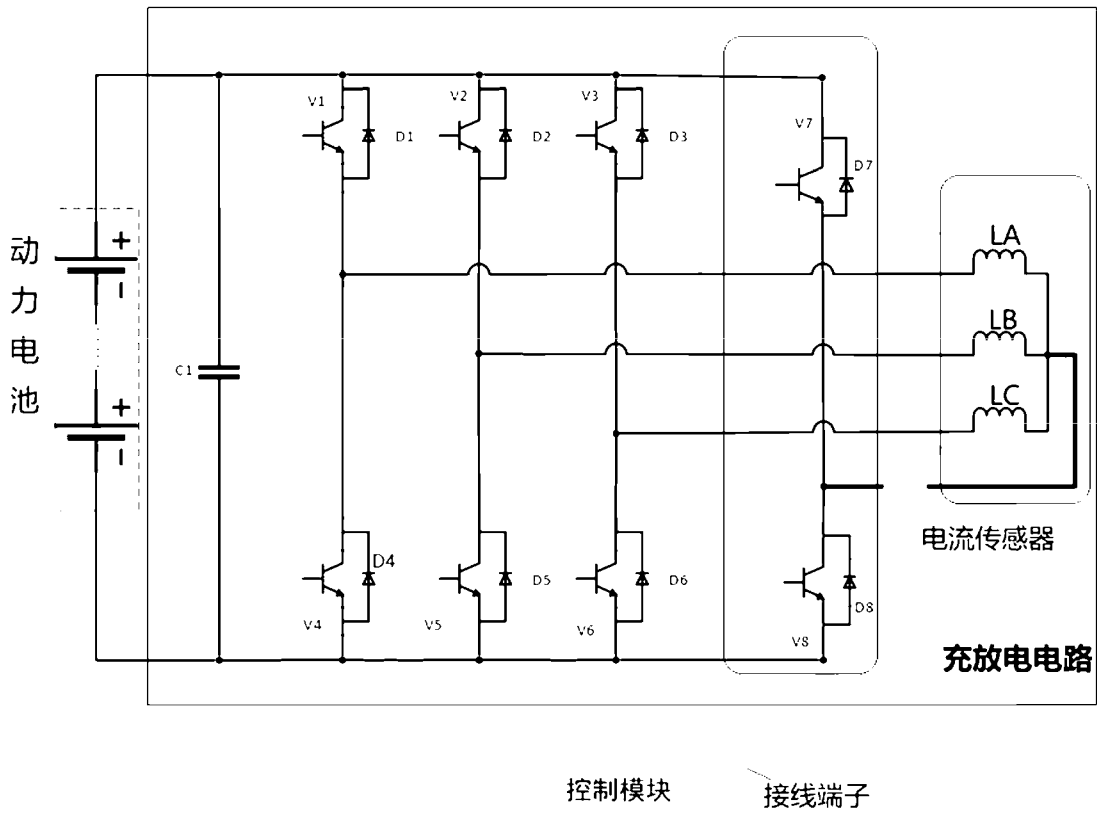 V1
V2
V3
V7
D1
D2
D3
D7
动力电池
+
−
+
−
C1
LA
LB
LC
D4
D5
D6
D8
V4
V5
V6
V8
电流传感器
充放电电路
控制模块
接线端子